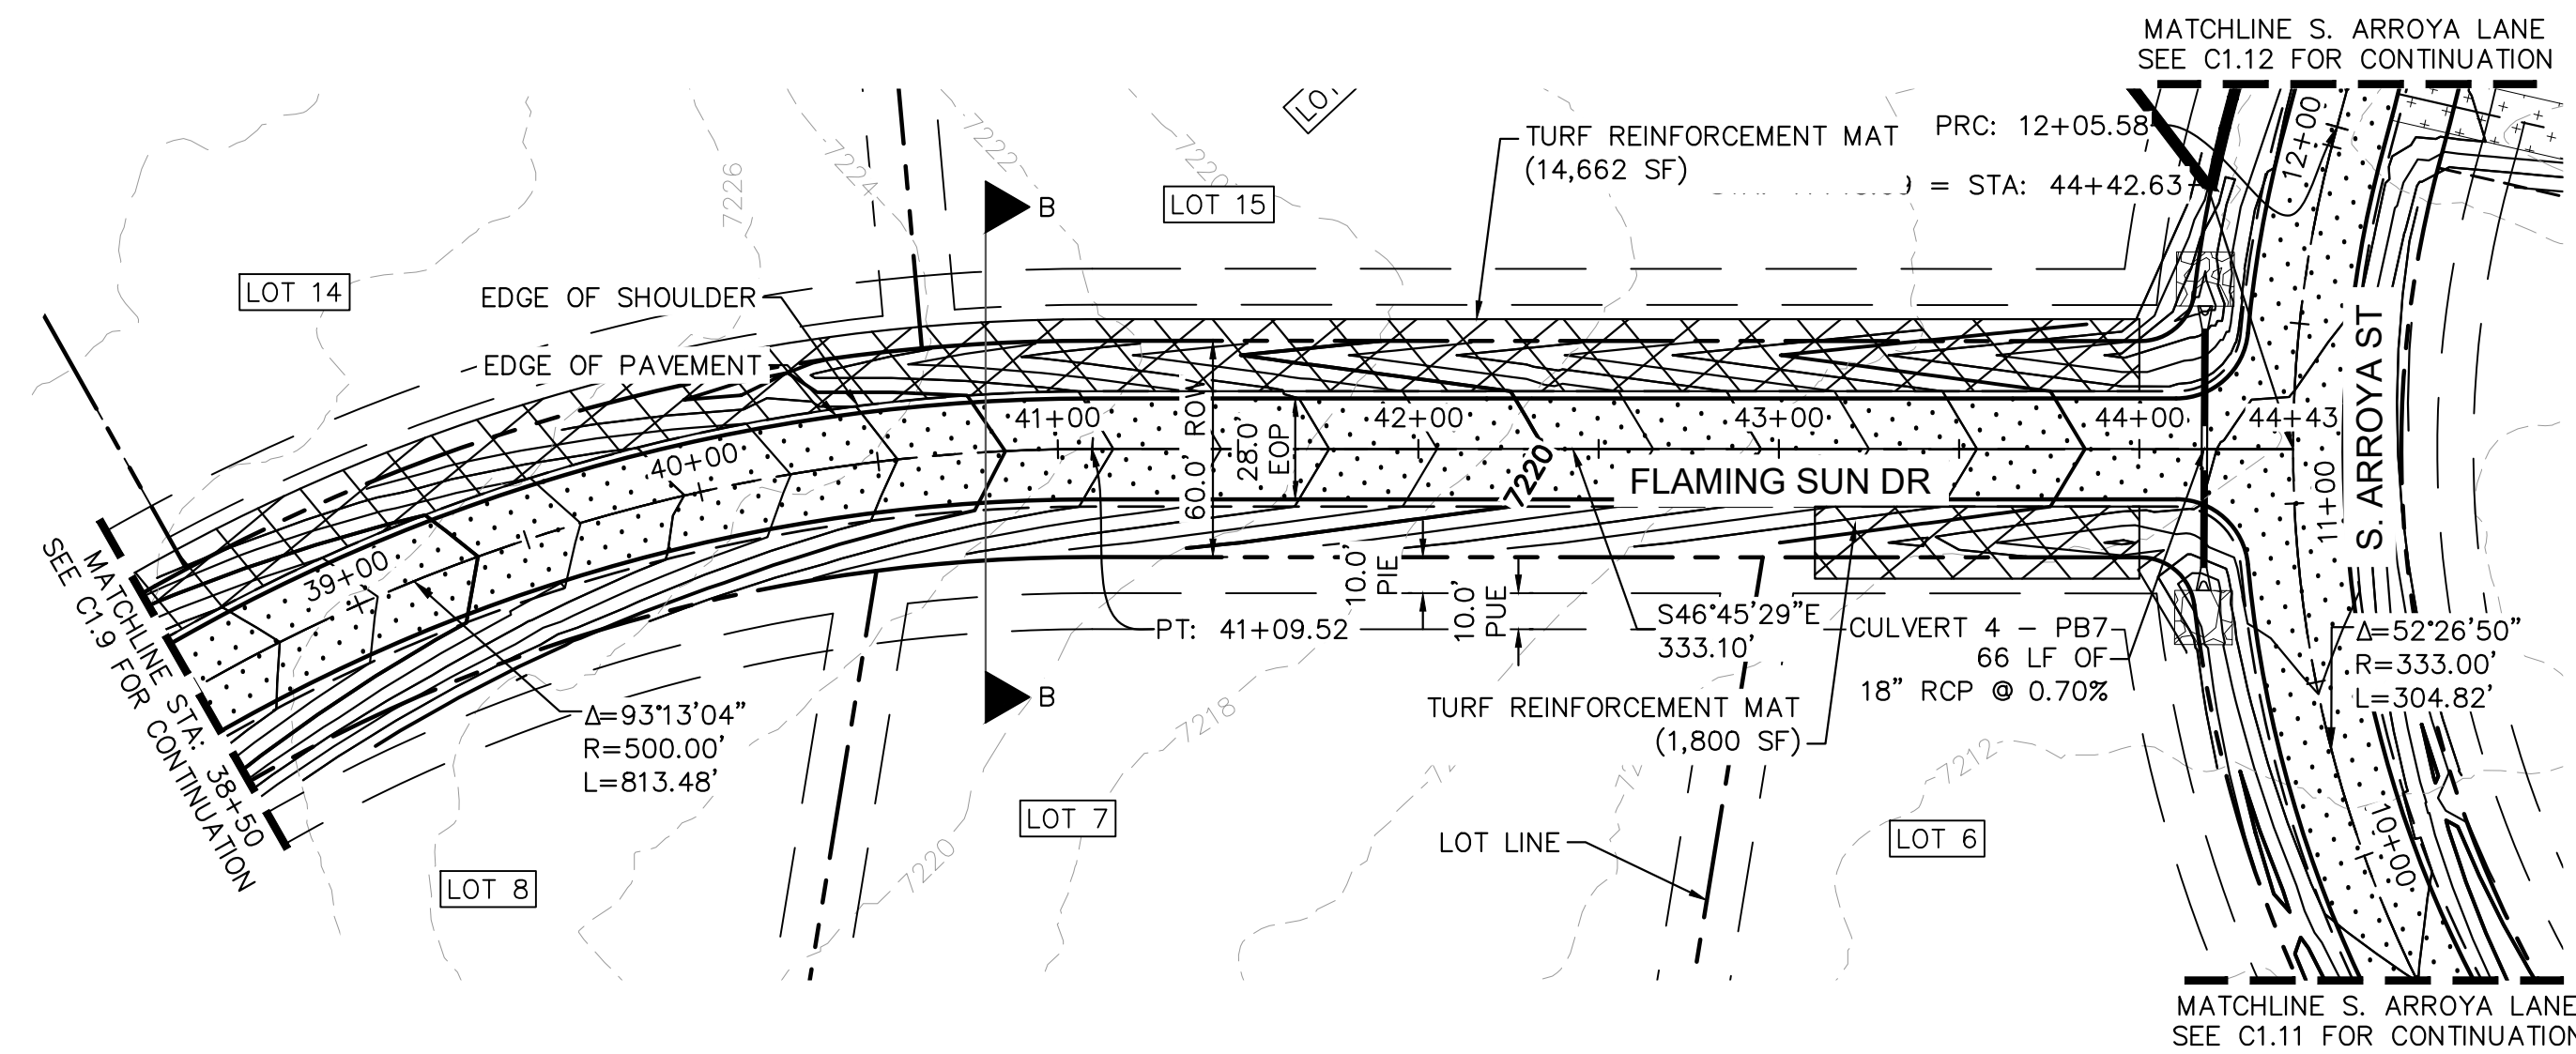 MATCHLINE S. ARROYA LANE
SEE C1.12 FOR CONTINUATION
TURF REINFORCEMENT MAT
(14,662 SF)
PRC: 12+05.58
= STA: 44+42.63
12+00
7226
7224
7222
7220
B
LOT 15
LOT 14
EDGE OF SHOULDER
EDGE OF PAVEMENT
41+00
42+00
43+00
44+00
44+43
40+00
39+00
60.0' ROW
28.0'
EOP
7220
FLAMING SUN DR
S. ARROYA ST
11+00
10+00
MATCHLINE STA: 38+50
SEE C1.9 FOR CONTINUATION
10.0'
PIE
10.0'
PUE
PT: 41+09.52
S46°45'29"E
333.10'
CULVERT 4 – PB7
66 LF OF
18" RCP @ 0.70%
Δ=52°26'50"
R=333.00'
L=304.82'
Δ=93°13'04"
R=500.00'
L=813.48'
B
TURF REINFORCEMENT MAT
(1,800 SF)
7218
7212
7220
LOT 7
LOT LINE
LOT 6
LOT 8
MATCHLINE S. ARROYA LANE
SEE C1.11 FOR CONTINUATION